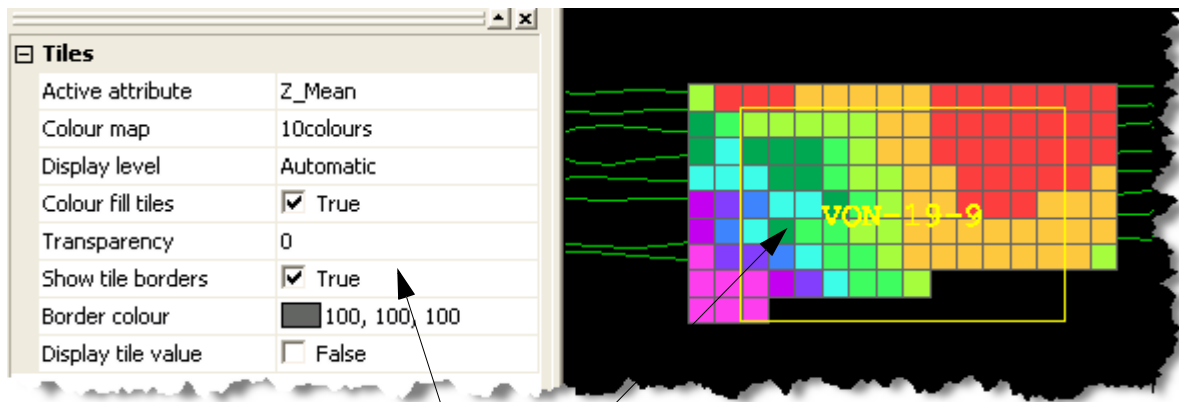 Tiles
Active attribute Z_Mean
Colour map 10colours
Display level Automatic
Colour fill tiles True
Transparency 0
Show tile borders True
Border colour 100, 100, 100
Display tile value False
VON-19-9